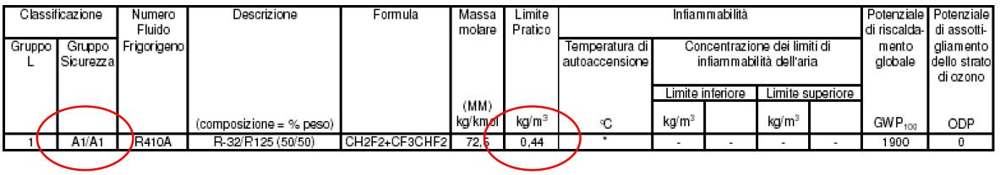 Classificazione Numero Fluido Frigorigeno Descrizione Formula Massa molare Limite Pratico Infiammabilità Potenziale di riscalda- mento globale Potenziale di assotti- gliamento dello strato di ozono
Gruppo L Gruppo Sicurezza Temperatura di autoaccensione Concentrazione dei limiti di infiammabilità dell'aria
Limite inferiore Limite superiore
(composizione = % peso) (MM) kg/kmol kg/m³ °C kg/m³ kg/m³ GWP₁₀₀ ODP
1 A1/A1 R410A R-32/R125 (50/50) CH2F2+CF3CHF2 72,6 0,44 * - - - - 1900 0